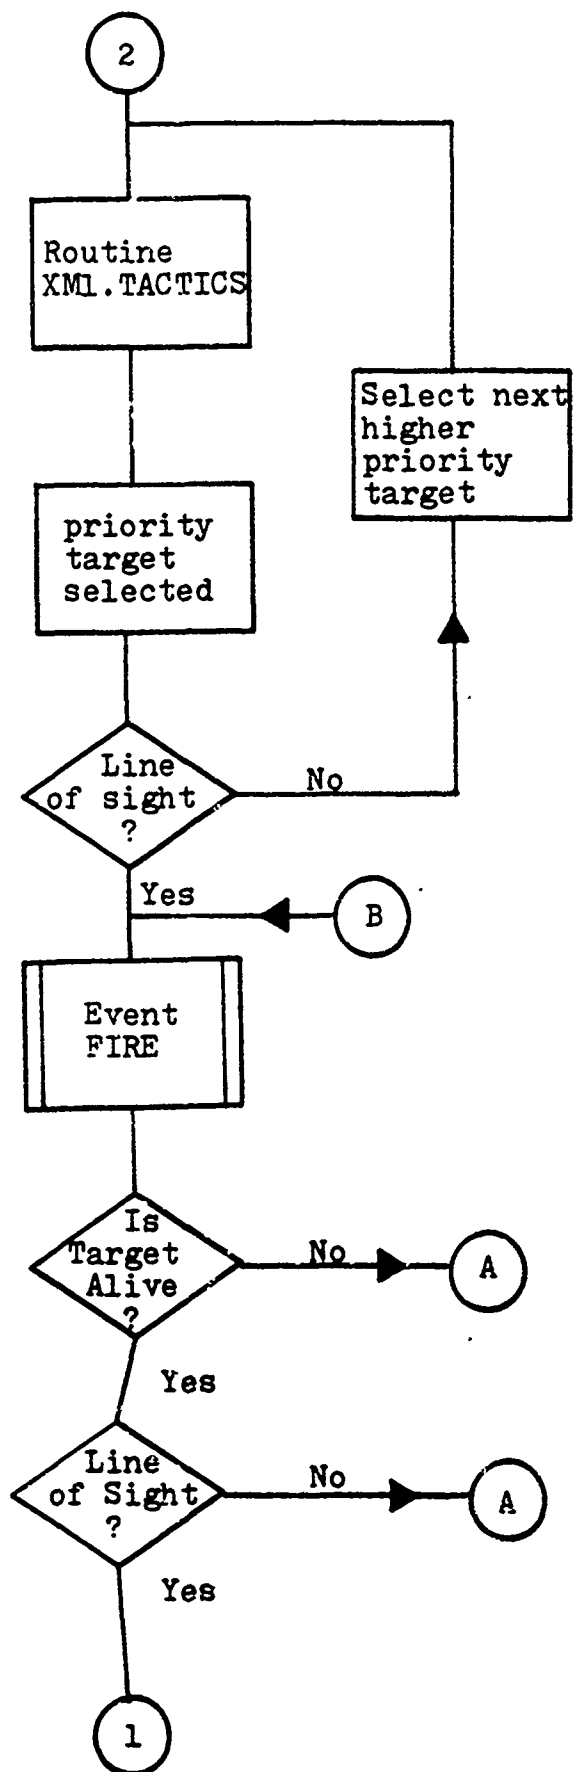 2
Routine
XM1.TACTICS
Select next
higher
priority
target
priority
target
selected
Line
of sight
?
No
Yes
B
Event
FIRE
Is
Target
Alive
?
No
A
Yes
Line
of Sight
?
No
A
Yes
1